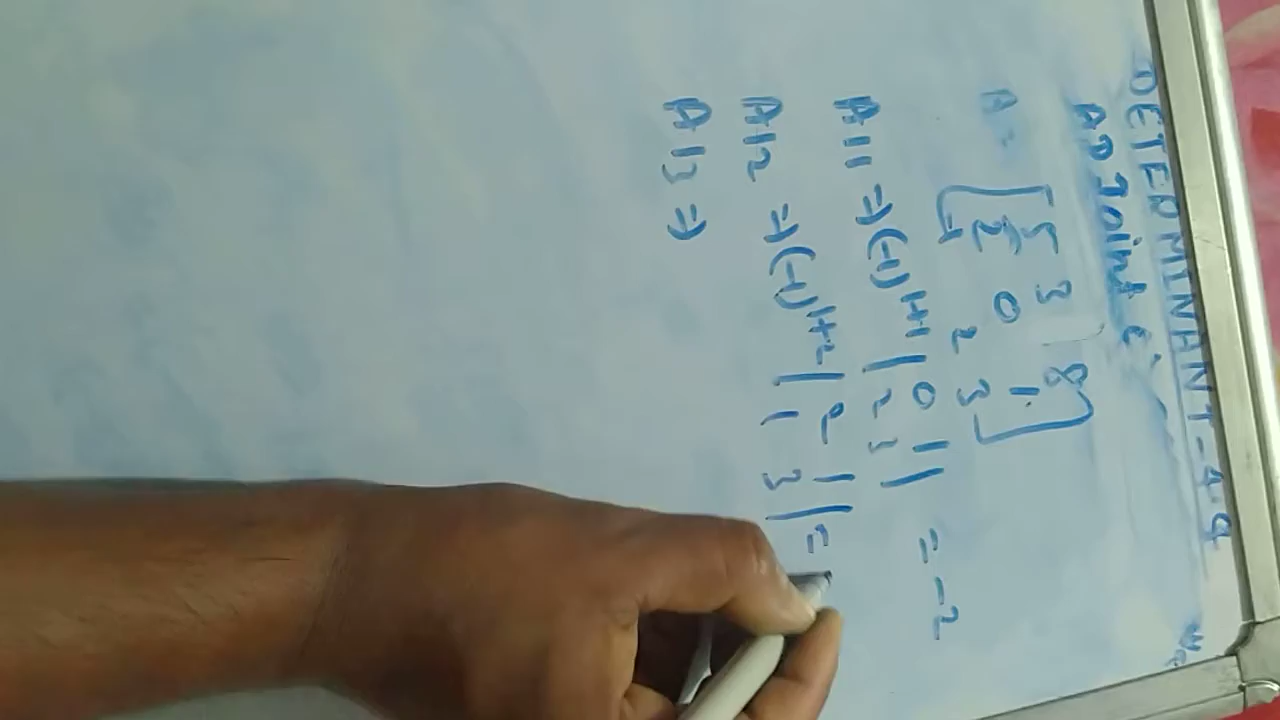 DETERMINANT-44
ADJoint &
A = [ 5 3 8
2 0 1
1 2 3 ]
A11 ⇒ (-1)^1+1 | 0 1
2 3 | = -2
A12 ⇒ (-1)^1+2 | 2 1
1 3 | =
A13 ⇒